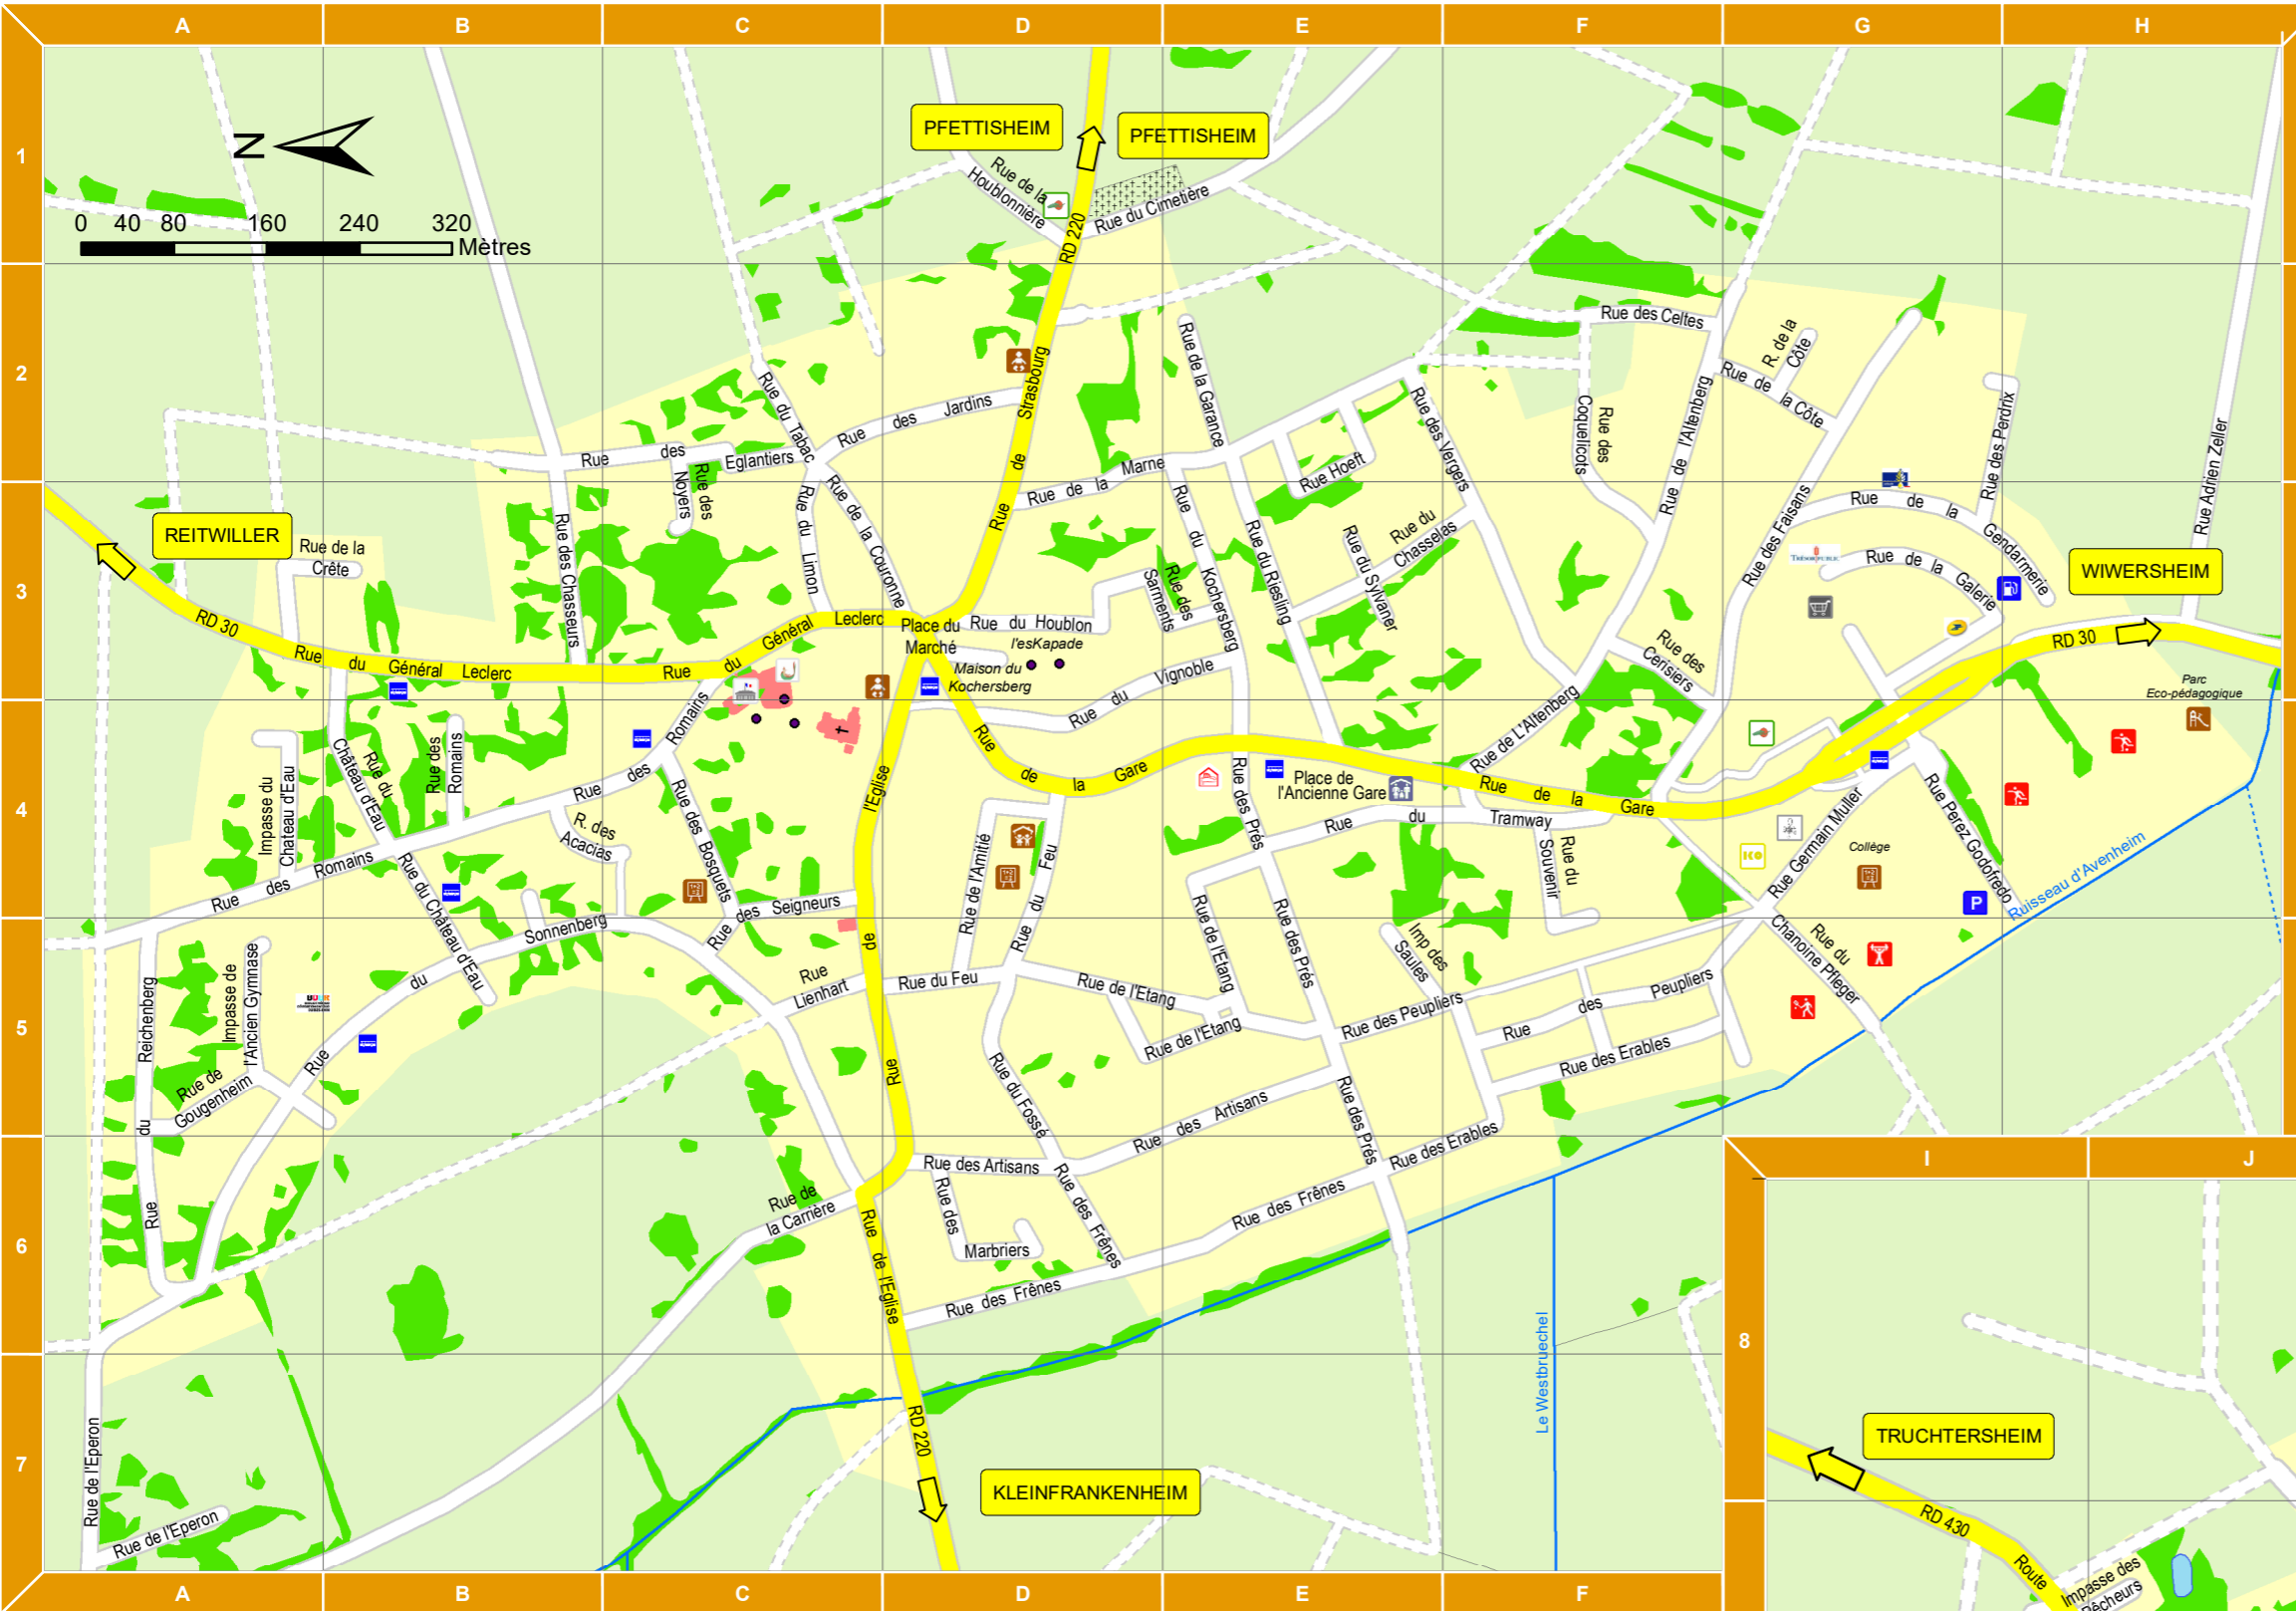 A B C D E F G H
1
2
3
4
5
6
7
N
0 40 80 160 240 320
Mètres
PFETTISHEIM
PFETTISHEIM
Rue de la
Houblonnière
RD 220
Rue du Cimetière
Rue de Strasbourg
Rue du Tabac
Rue des Jardins
Rue des Eglantiers
Rue des
Noyers
Rue du Limon
Rue de la Couronne
Rue des Chasseurs
Rue de la Marne
Rue de la Garance
Rue du Kochersberg
Rue du Riesling
Rue Hoeft
Rue des Vergers
Rue du
Chasselas
Rue du Sylvaner
Rue des Celtes
Rue des
Coquelicots
Rue de l'Altenberg
R. de la
Côte
Rue de
la Côte
Rue des Faisans
Rue des Perdrix
Rue de la Gendarmerie
Rue de la Galerie
Rue Adrien Zeller
TRÉSOR PUBLIC
WIWERSHEIM
RD 30
REITWILLER
RD 30
Rue de la
Crête
Rue du Général Leclerc
Rue du Général Leclerc
Place du
Marché
Rue du Houblon
l'esKapade
Maison du
Kochersberg
Rue des
Sarments
Rue du Vignoble
Rue des
Cerisiers
Rue de L'Altenberg
Parc
Eco-pédagogique
Impasse du
Chateau d'Eau
Rue du
Château d'Eau
Rue des
Romains
Rue des Romains
Rue des Romains
R. des
Acacias
Rue des Bosquets
Rue du Château d'Eau
Rue des Seigneurs
Rue de l'Eglise
Rue de la Gare
Rue de l'Amitié
Rue du Feu
Rue des Prés
Place de
l'Ancienne Gare
Rue de la Gare
Rue du Tramway
Rue du
Souvenir
Rue Germain Muller
Collège
Rue Perez Godofredo
Ruisseau d'Avenheim
P
Rue du Sonnenberg
Impasse de
l'Ancien Gymnase
Rue du Reichenberg
Rue de
Gougenheim
Rue
Lienhart
Rue du Feu
Rue de l'Etang
Rue de l'Etang
Rue de l'Etang
Rue des Prés
Imp des
Saules
Rue des Peupliers
Rue des Peupliers
Rue du
Chanoine Pfleger
Rue des Erables
Rue du Fossé
Rue des Artisans
Rue des Prés
Rue des Erables
Rue des Artisans
Rue des
Marbriers
Rue des Frênes
Rue des Frênes
Rue des Frênes
Rue de
la Carrière
Rue de l'Eglise
RD 220
KLEINFRANKENHEIM
Le Westbruechel
Rue de l'Eperon
Rue de l'Eperon
I J
8
TRUCHTERSHEIM
RD 430
Route
Impasse des
Pêcheurs
A B C D E F